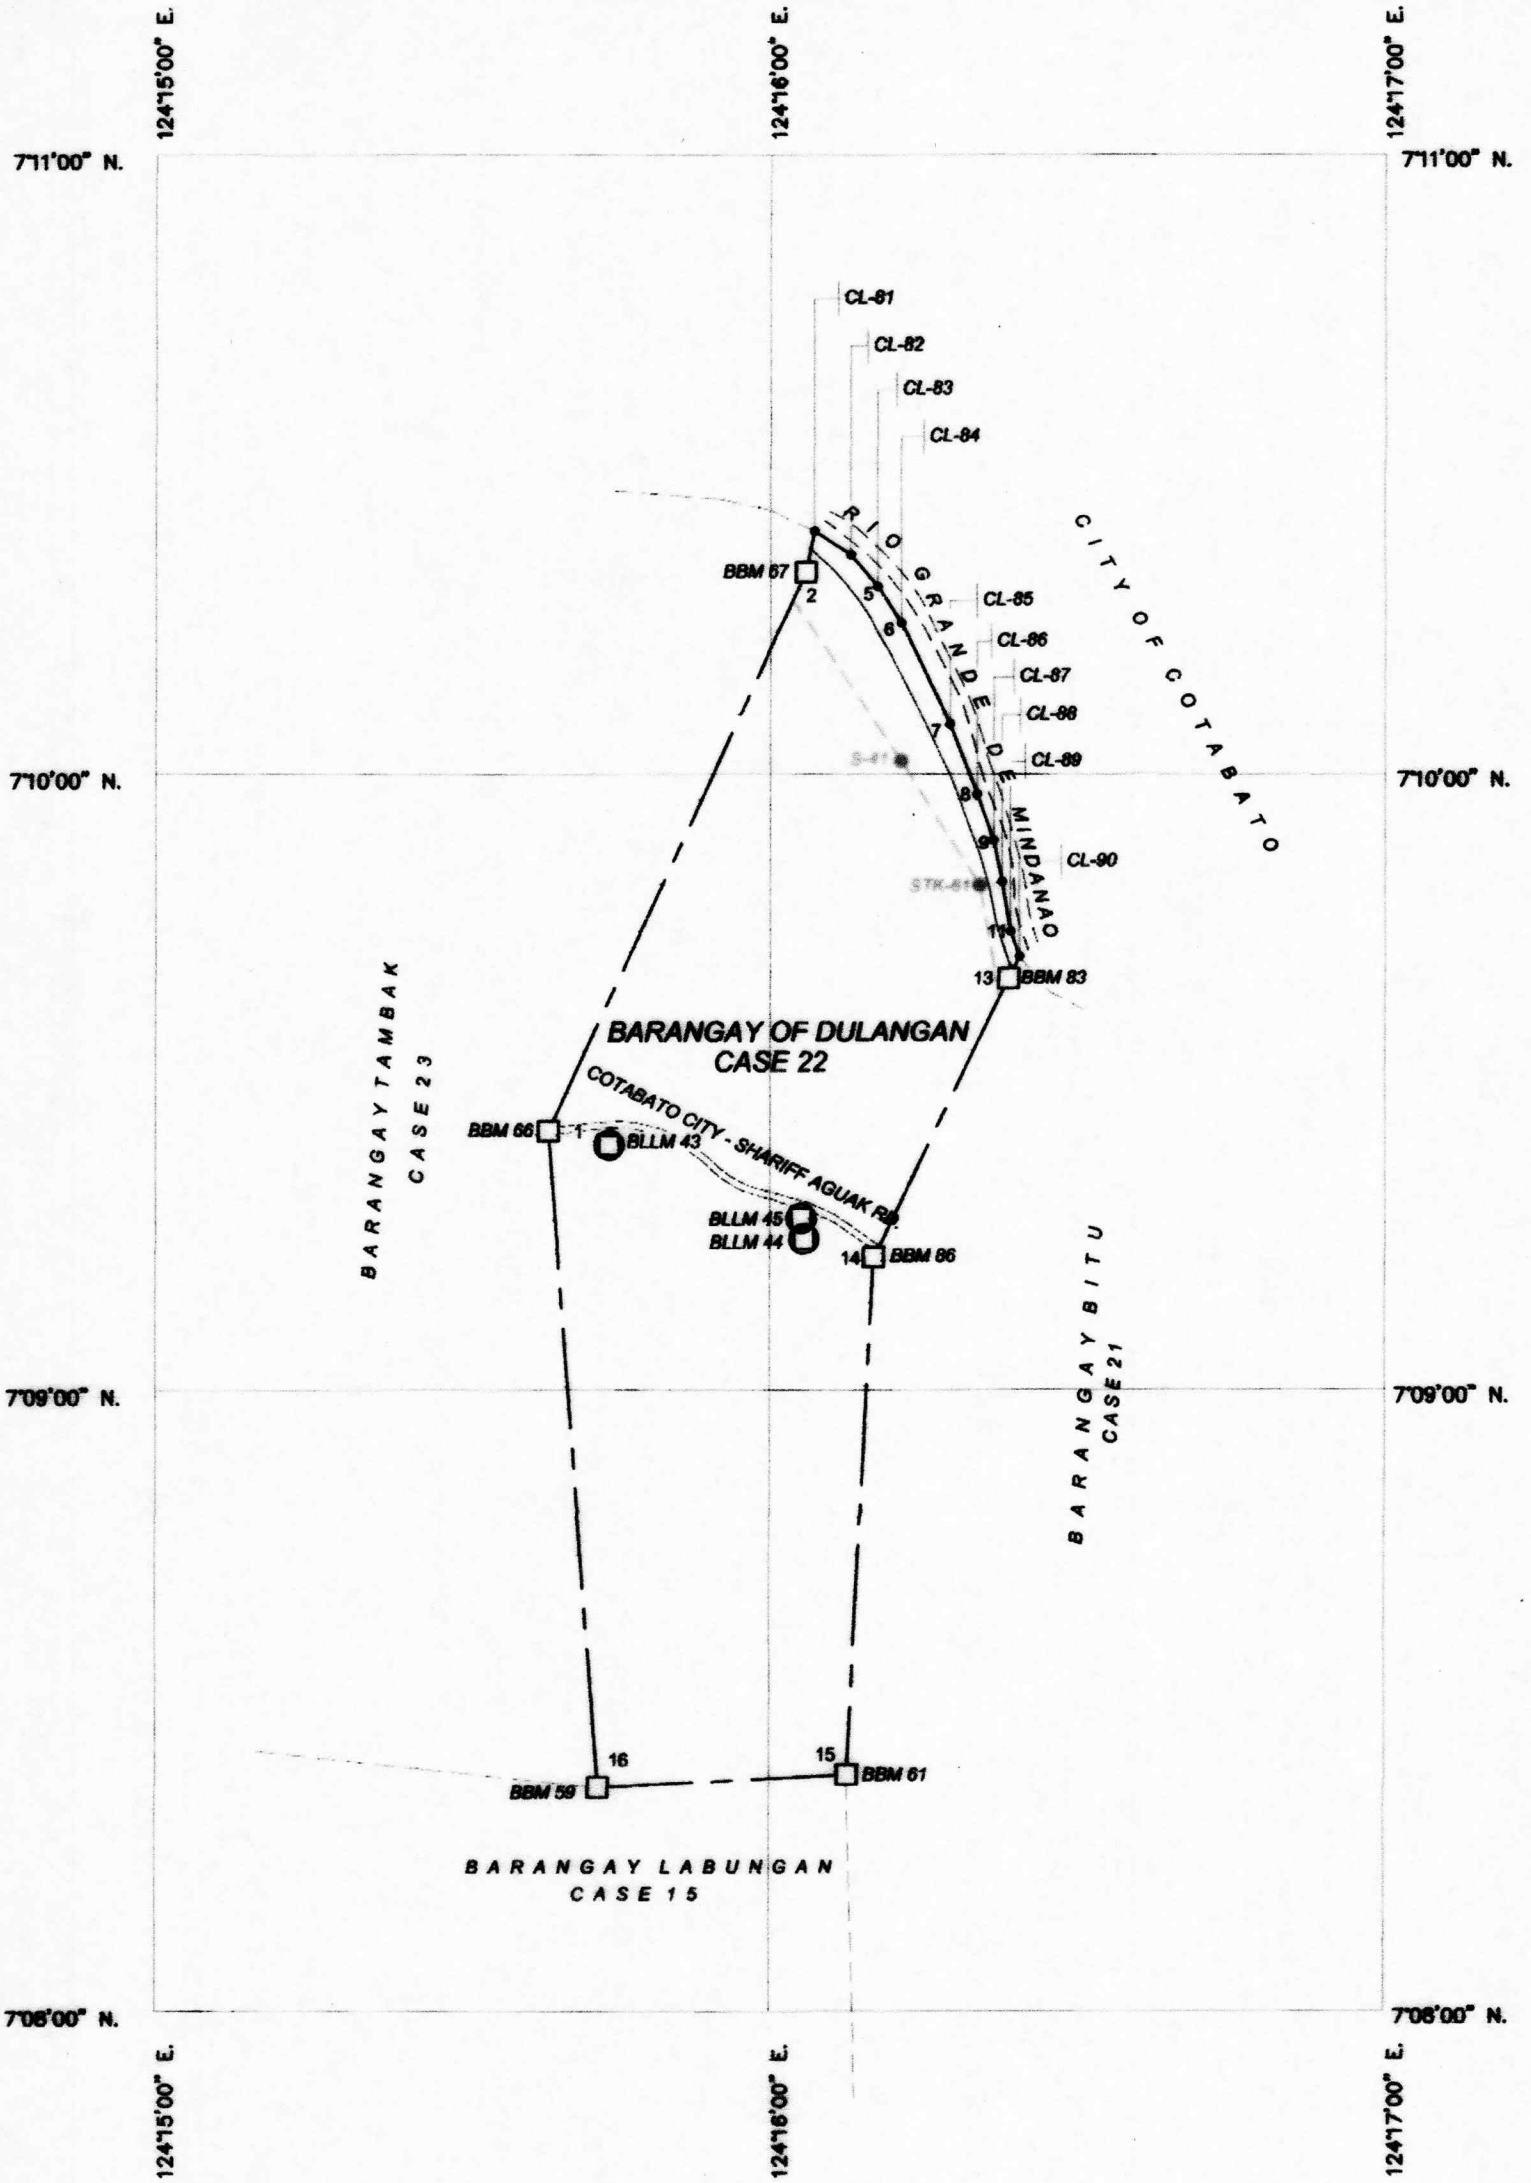 124°15'00" E.
124°16'00" E.
124°17'00" E.
7°11'00" N.
7°11'00" N.
CL-81
CL-82
CL-83
CL-84
RIO GRANDE DE MINDANAO
CITY OF COTABATO
BBM 67
2
5
6
CL-85
CL-86
CL-87
CL-88
7
S-41
CL-89
7°10'00" N.
7°10'00" N.
8
9
CL-90
STK-61
11
13
BBM 83
BARANGAY TAMBAK
CASE 23
BARANGAY OF DULANGAN
CASE 22
COTABATO CITY - SHARIFF AGUAK RD.
BBM 66
1
BLLM 43
BLLM 45
BLLM 44
14
BBM 86
BARANGAY BITU
CASE 21
7°09'00" N.
7°09'00" N.
16
15
BBM 59
BBM 61
BARANGAY LABUNGAN
CASE 15
7°08'00" N.
7°08'00" N.
124°15'00" E.
124°16'00" E.
124°17'00" E.